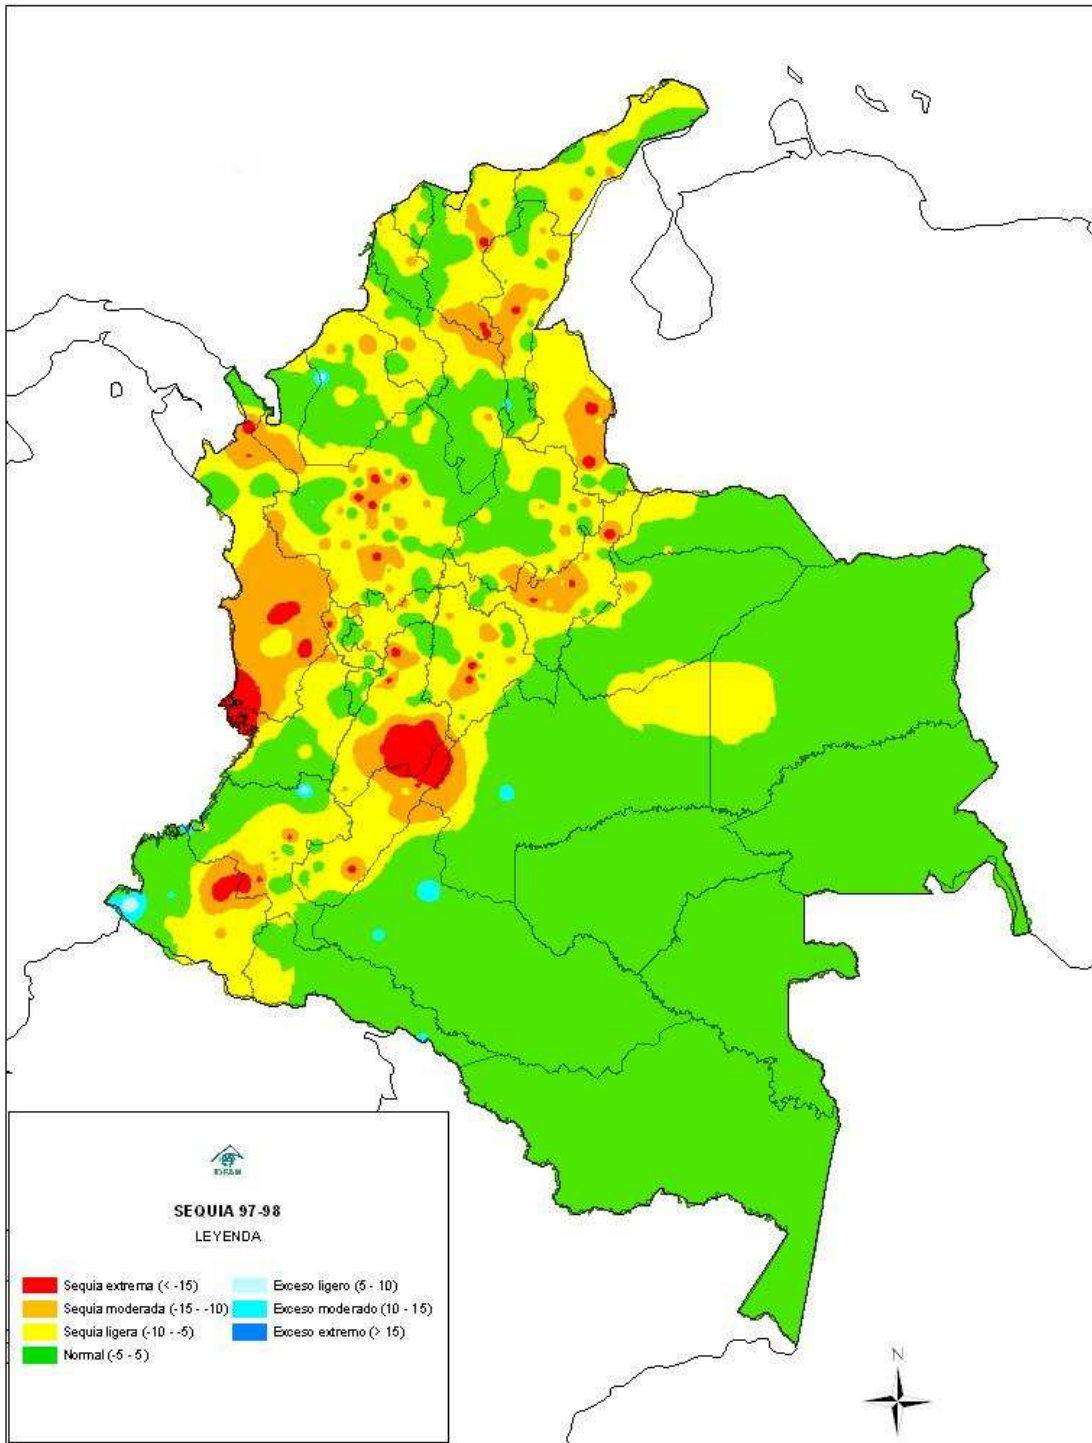 N
IDEAM
SEQUIA 97-98
LEYENDA
Sequia extrema (< -15)
Sequia moderada (-15 - -10)
Sequia ligera (-10 - -5)
Normal (-5 - 5)
Exceso ligero (5 - 10)
Exceso moderado (10 - 15)
Exceso extremo (> 15)